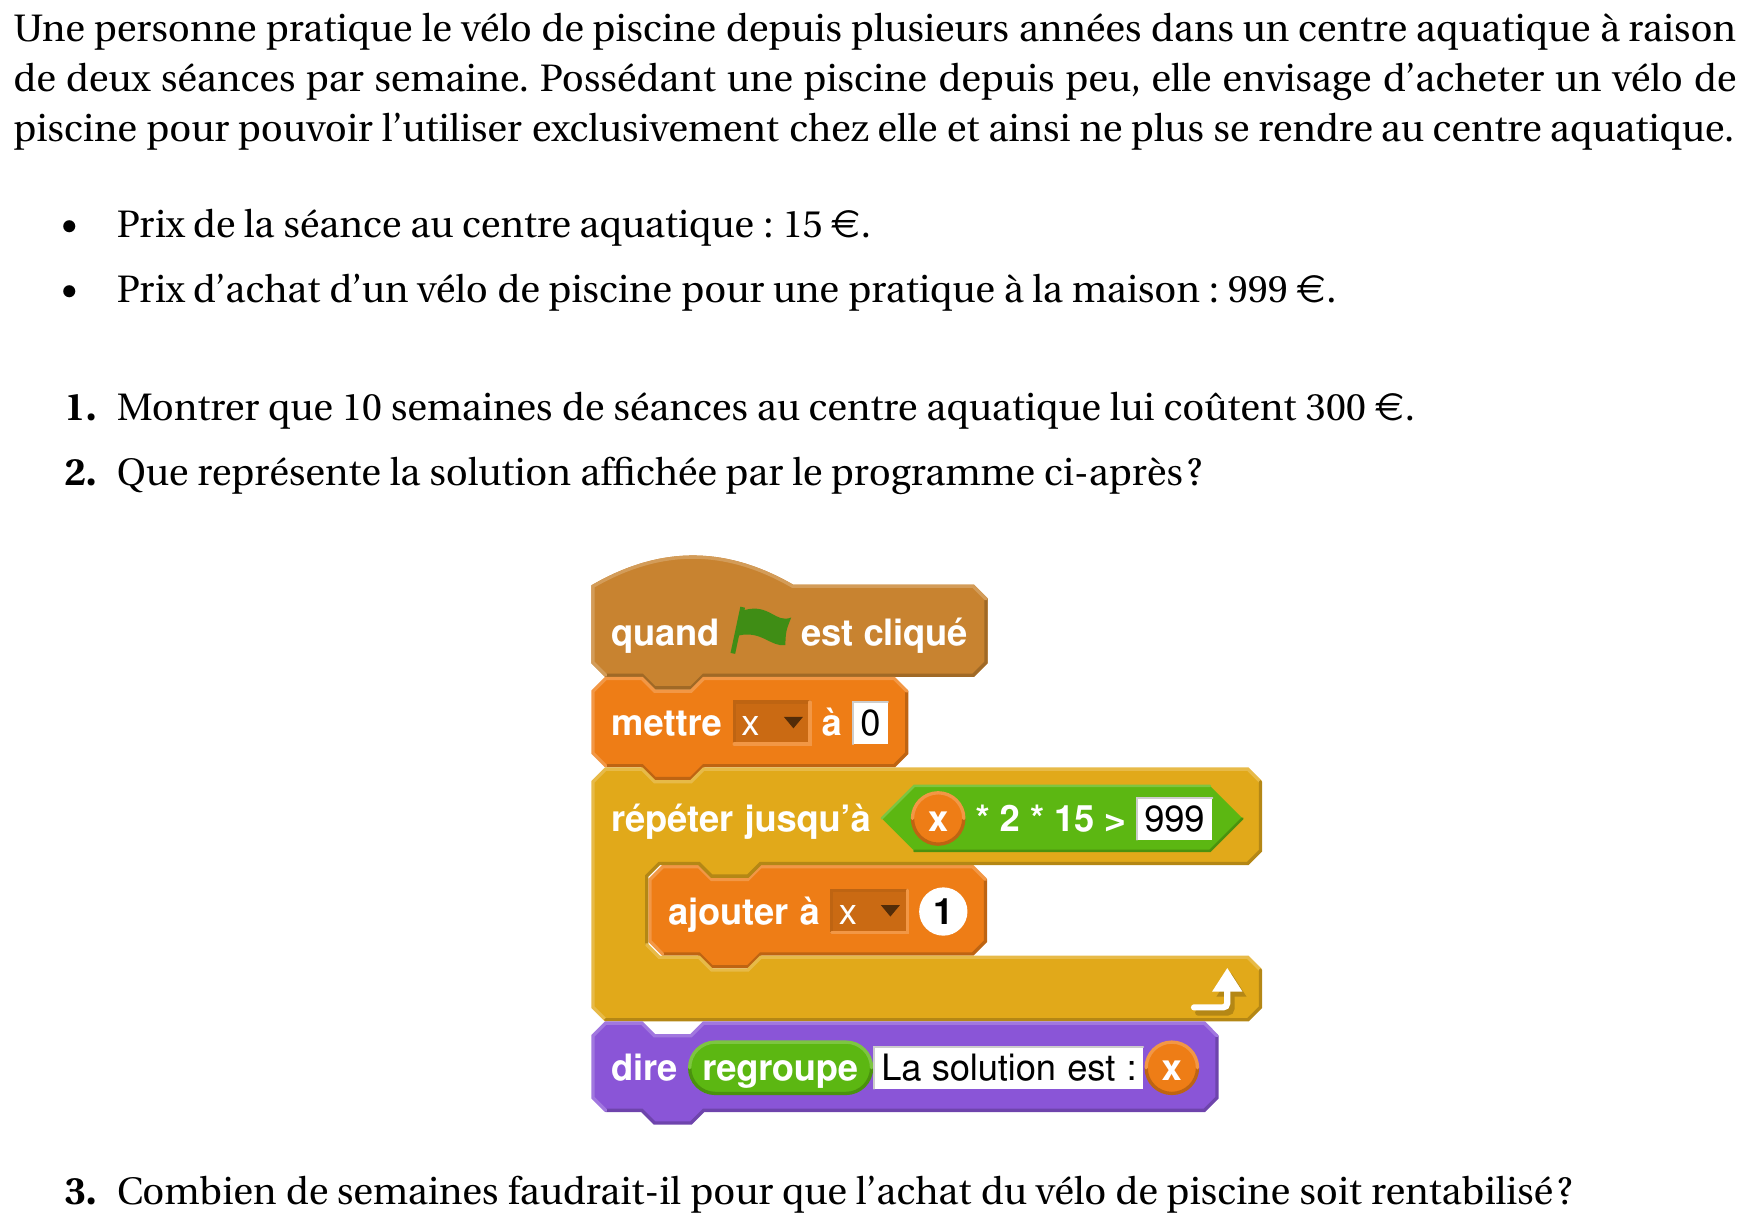 Une personne pratique le vélo de piscine depuis plusieurs années dans un centre aquatique à raison
de deux séances par semaine. Possédant une piscine depuis peu, elle envisage d’acheter un vélo de
piscine pour pouvoir l’utiliser exclusivement chez elle et ainsi ne plus se rendre au centre aquatique.
• Prix de la séance au centre aquatique : 15 €.
• Prix d’achat d’un vélo de piscine pour une pratique à la maison : 999 €.
1. Montrer que 10 semaines de séances au centre aquatique lui coûtent 300 €.
2. Que représente la solution affichée par le programme ci-après ?
quand est cliqué
mettre x à 0
répéter jusqu’à x * 2 * 15 > 999
ajouter à x 1
dire regroupe La solution est : x
3. Combien de semaines faudrait-il pour que l’achat du vélo de piscine soit rentabilisé ?